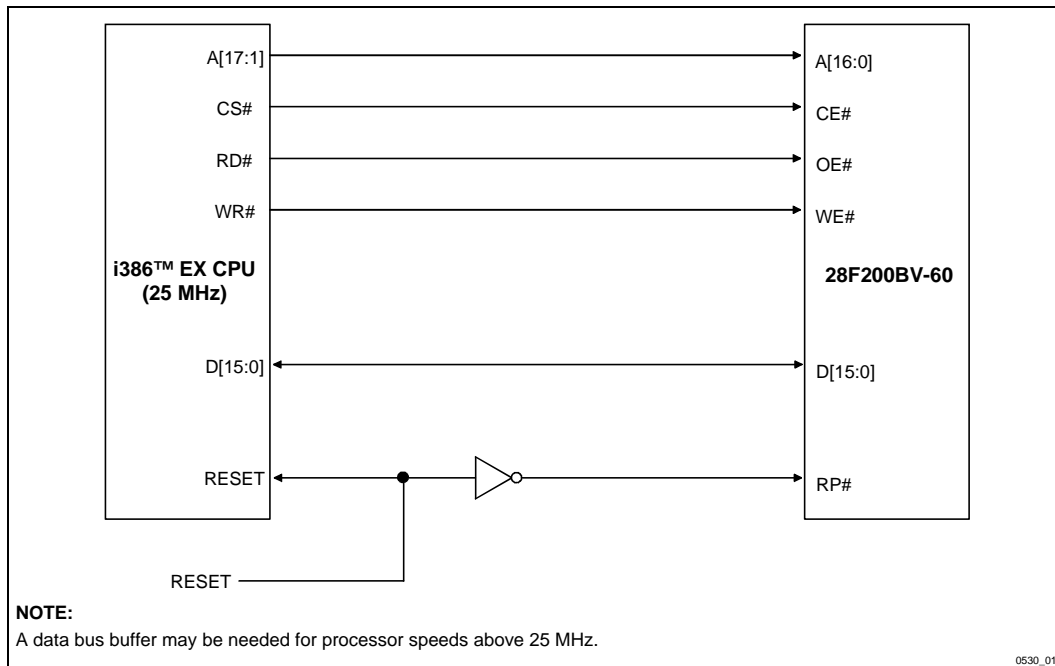 A[17:1]
A[16:0]
CS#
CE#
RD#
OE#
WR#
WE#
i386™ EX CPU
(25 MHz)
28F200BV-60
D[15:0]
D[15:0]
RESET
RP#
RESET
NOTE:
A data bus buffer may be needed for processor speeds above 25 MHz.
0530_01